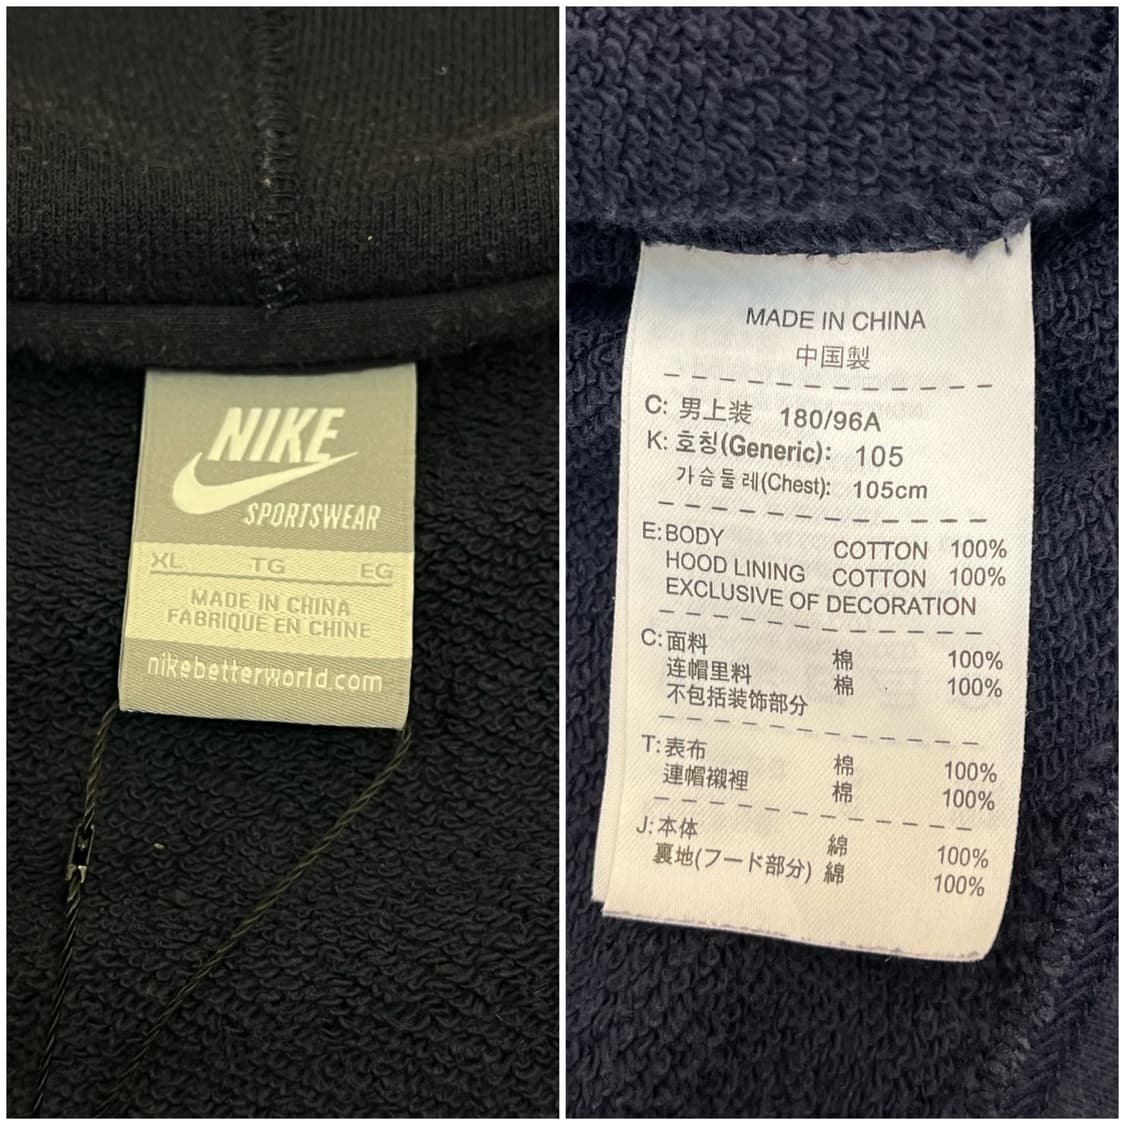 NIKE
SPORTSWEAR
XL TG EG
MADE IN CHINA
FABRIQUÉ EN CHINE
nikebetterworld.com
MADE IN CHINA
中国製
C: 男上装 180/96A
K: 호칭(Generic): 105
가슴둘레(Chest): 105cm
E: BODY COTTON 100%
HOOD LINING COTTON 100%
EXCLUSIVE OF DECORATION
C: 面料 棉 100%
连帽里料 棉 100%
不包括装饰部分
T: 表布 棉 100%
連帽襯裡 棉 100%
J: 本体 綿 100%
裏地(フード部分) 綿 100%